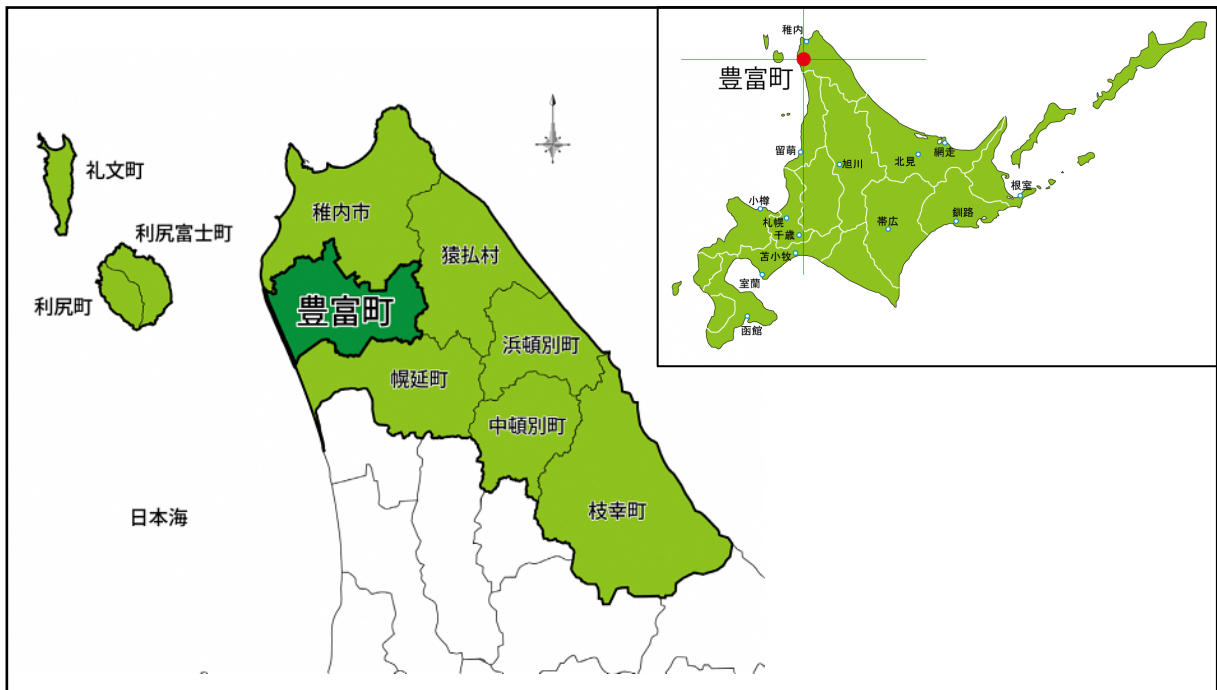 礼文町
利尻富士町
利尻町
稚内市
猿払村
豊富町
浜頓別町
幌延町
中頓別町
枝幸町
日本海
稚内
豊富町
留萌
旭川
北見
網走
根室
小樽
札幌
千歳
帯広
釧路
苫小牧
室蘭
函館